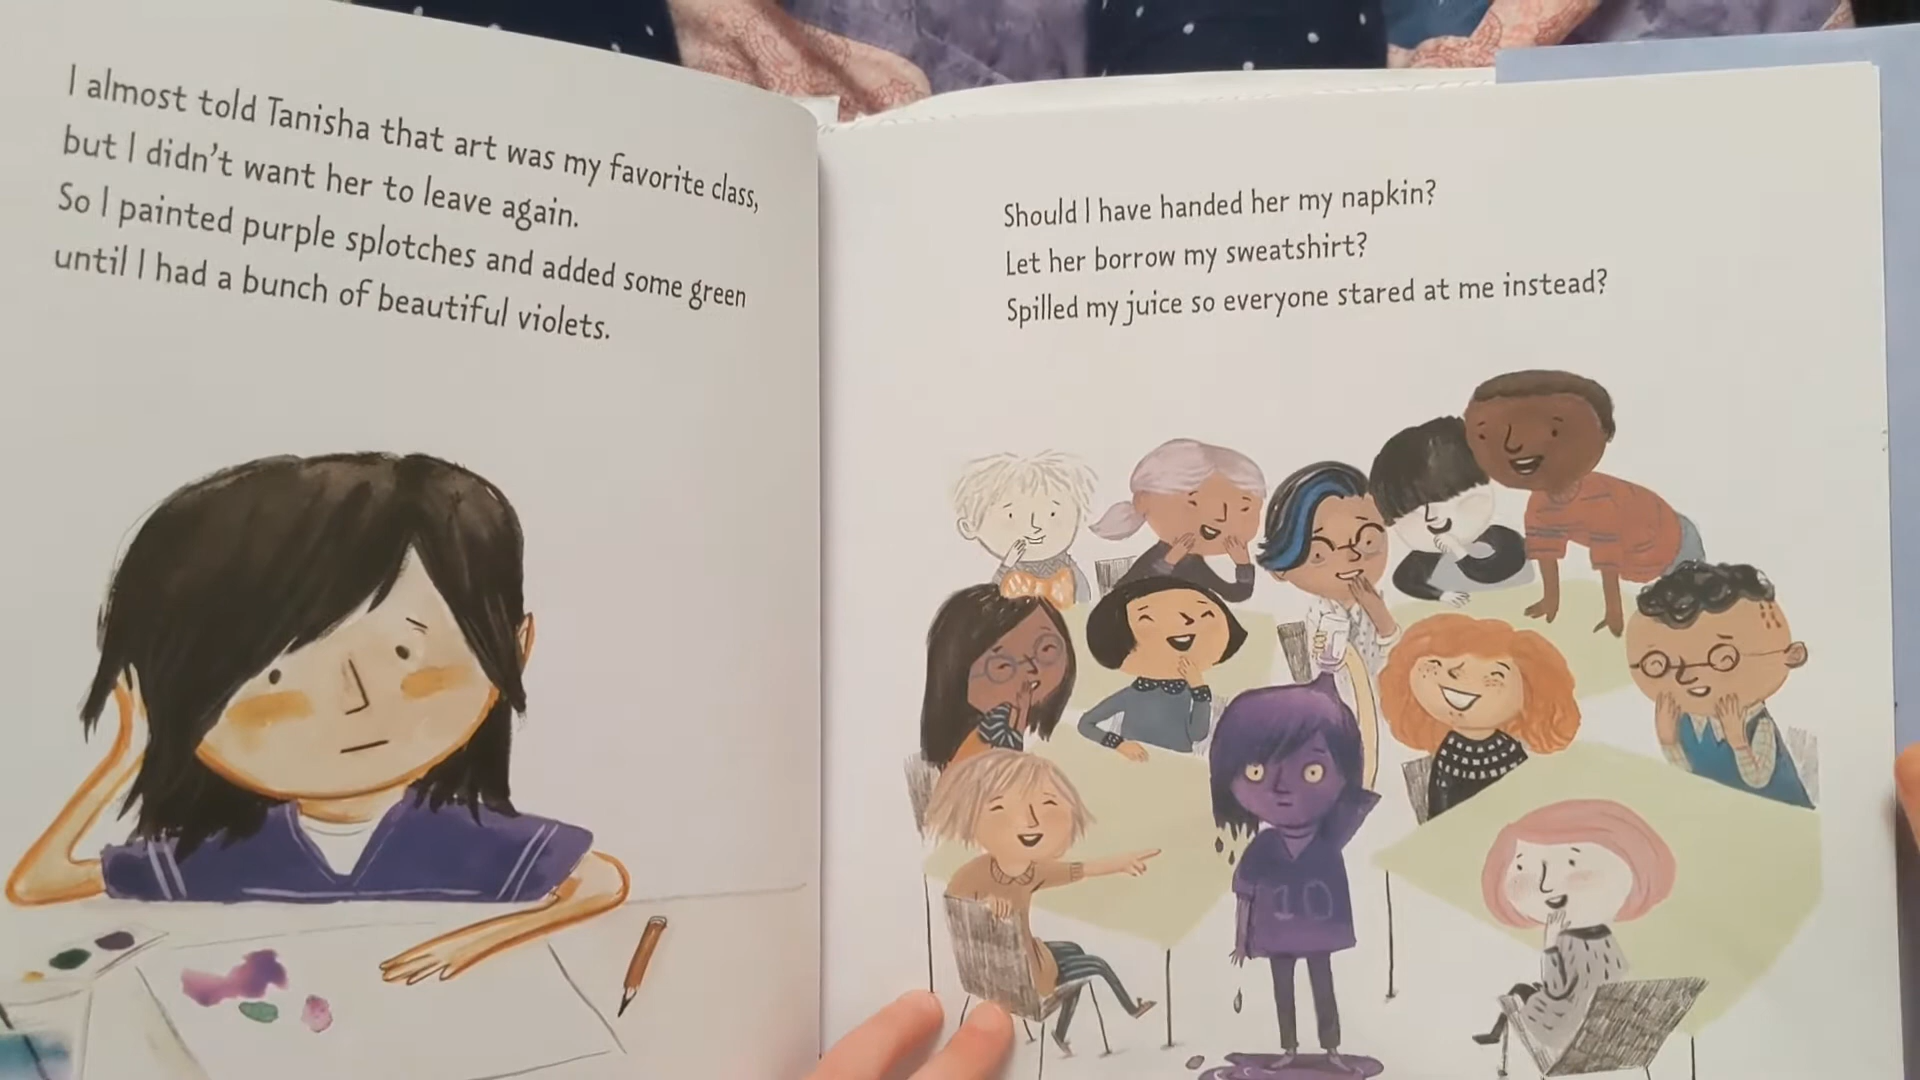 I almost told Tanisha that art was my favorite class,
but I didn't want her to leave again.
So I painted purple splotches and added some green
until I had a bunch of beautiful violets.
Should I have handed her my napkin?
Let her borrow my sweatshirt?
Spilled my juice so everyone stared at me instead?
10